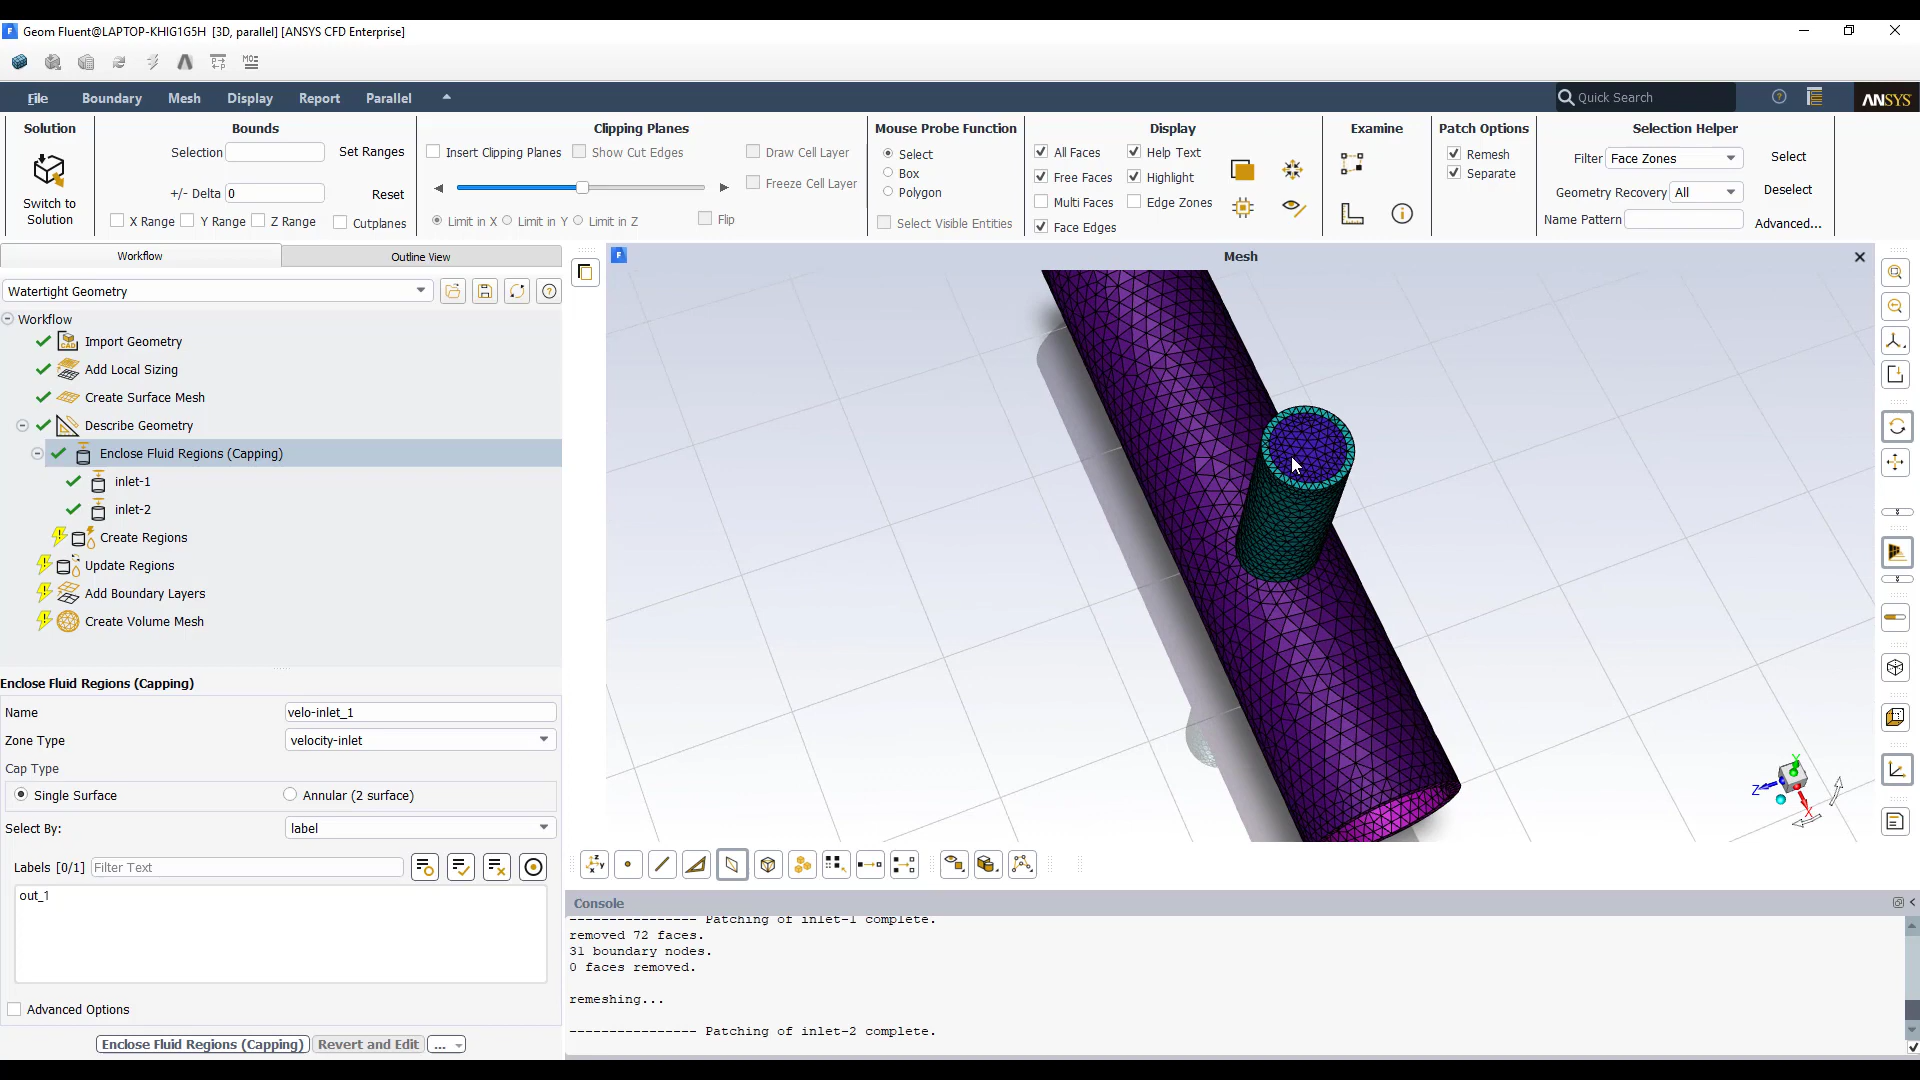 Geom Fluent@LAPTOP-KHIG1G5H [3D, parallel] [ANSYS CFD Enterprise]
File Boundary Mesh Display Report Parallel Quick Search ANSYS
Solution
Switch to
Solution
Bounds
Selection Set Ranges
+/- Delta 0 Reset
X Range Y Range Z Range Cutplanes
Clipping Planes
Insert Clipping Planes Show Cut Edges Draw Cell Layer
Freeze Cell Layer
Limit in X Limit in Y Limit in Z Flip
Mouse Probe Function
Select
Box
Polygon
Select Visible Entities
Display
All Faces Help Text
Free Faces Highlight
Multi Faces Edge Zones
Face Edges
Examine
Patch Options
Remesh
Separate
Selection Helper
Filter Face Zones Select
Geometry Recovery All Deselect
Name Pattern Advanced...
Workflow Outline View
Watertight Geometry
Workflow
Import Geometry
Add Local Sizing
Create Surface Mesh
Describe Geometry
Enclose Fluid Regions (Capping)
inlet-1
inlet-2
Create Regions
Update Regions
Add Boundary Layers
Create Volume Mesh
Enclose Fluid Regions (Capping)
Name velo-inlet_1
Zone Type velocity-inlet
Cap Type
Single Surface Annular (2 surface)
Select By: label
Labels [0/1] Filter Text
out_1
Advanced Options
Enclose Fluid Regions (Capping) Revert and Edit ...
Mesh
Y
Z
X
Console
---------------- Patching of inlet-1 complete.
removed 72 faces.
31 boundary nodes.
0 faces removed.
remeshing...
---------------- Patching of inlet-2 complete.